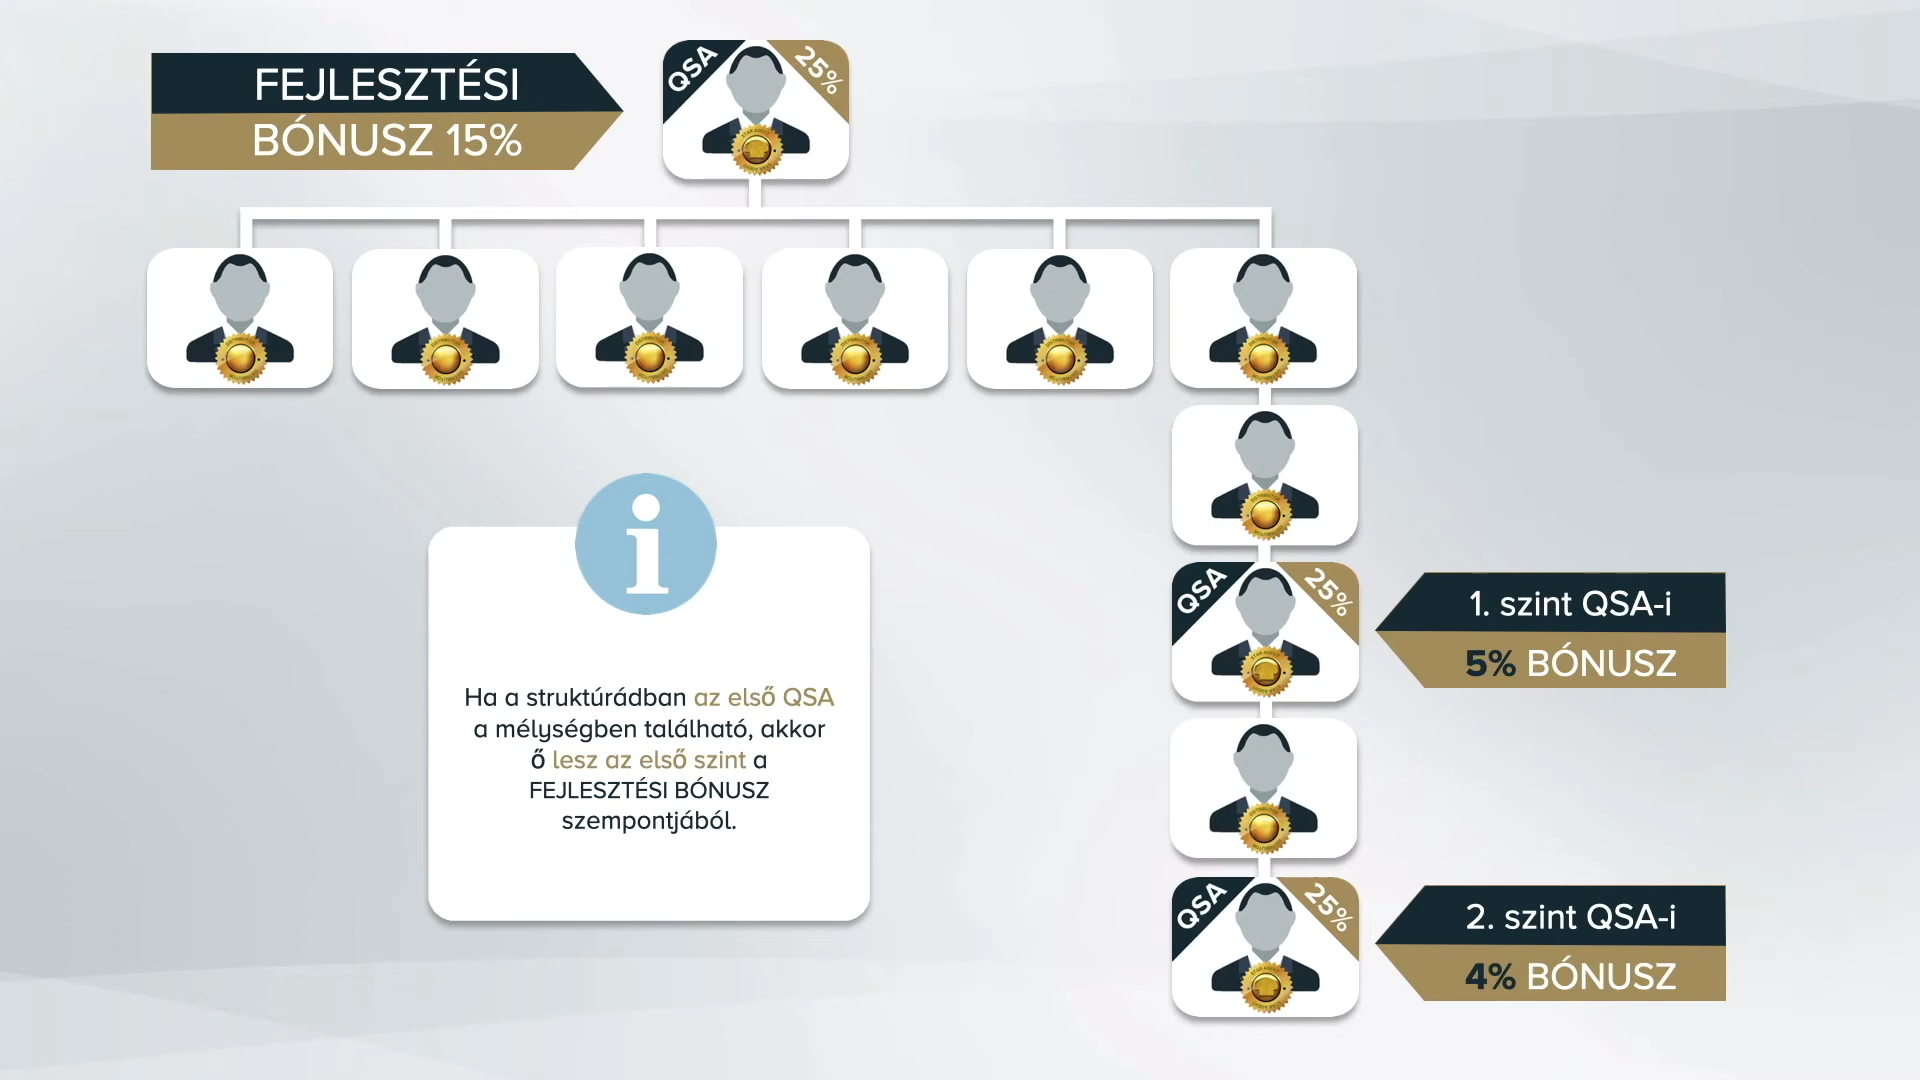 FEJLESZTÉSI
BÓNUSZ 15%
QSA
25%
QSA
25%
1. szint QSA-i
5% BÓNUSZ
Ha a struktúrádban az első QSA
a mélységben található, akkor
ő lesz az első szint a
FEJLESZTÉSI BÓNUSZ
szempontjából.
QSA
25%
2. szint QSA-i
4% BÓNUSZ